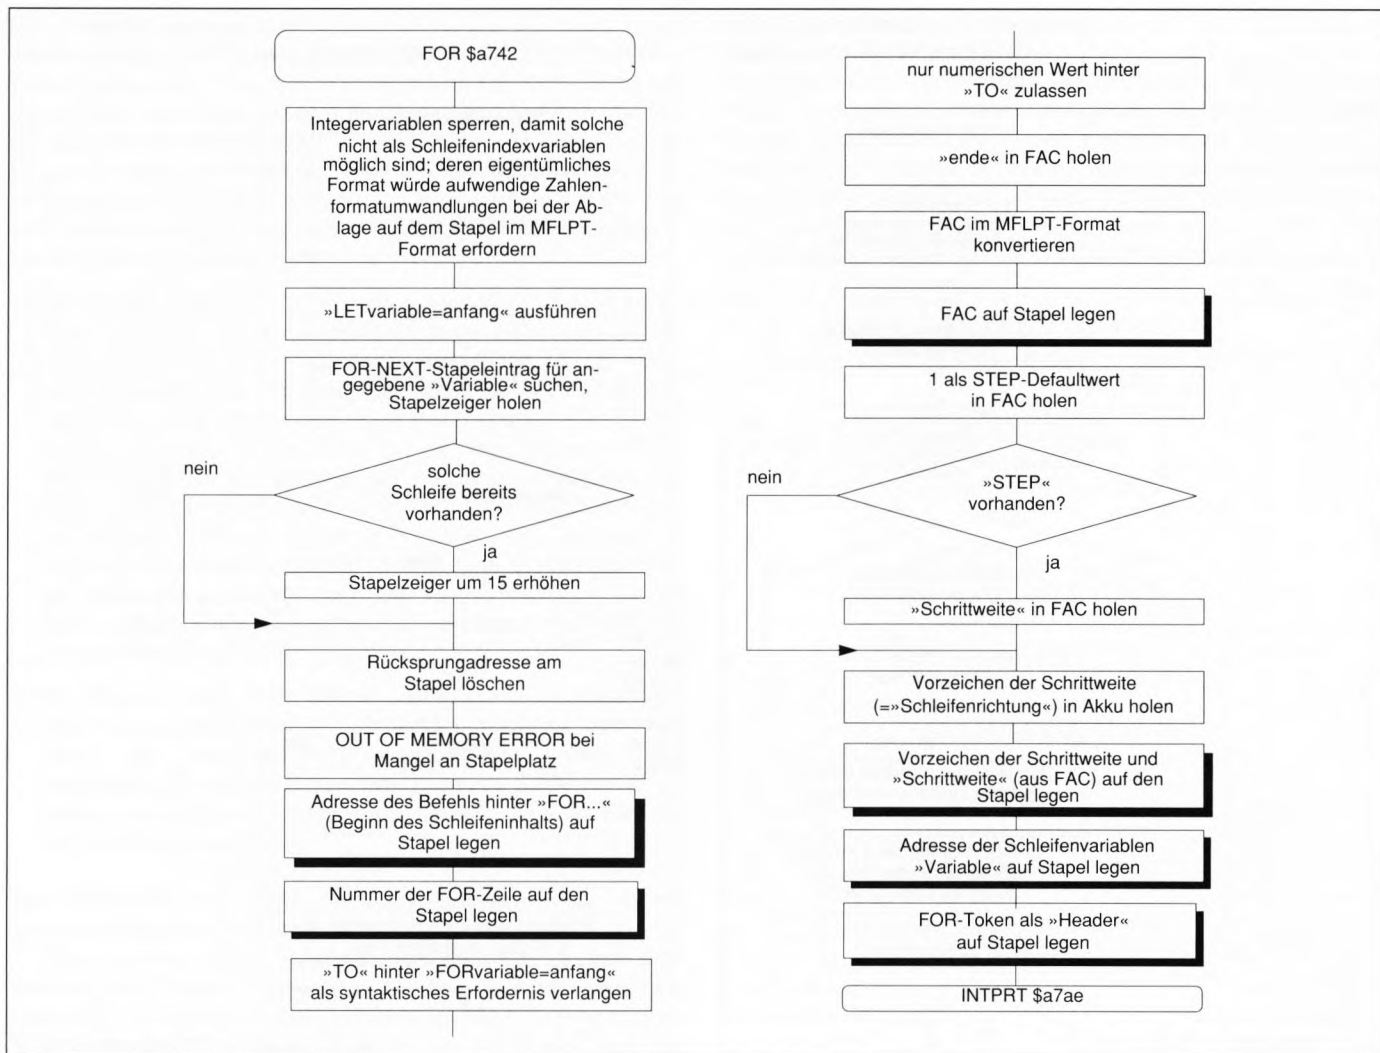 FOR $a742
Integervariablen sperren, damit solche
nicht als Schleifenindexvariablen
möglich sind; deren eigentümliches
Format würde aufwendige Zahlen-
formatumwandlungen bei der Ab-
lage auf dem Stapel im MFLPT-
Format erfordern
»LETvariable=anfang« ausführen
FOR-NEXT-Stapeleintrag für an-
gegebene »Variable« suchen,
Stapelzeiger holen
nein
solche
Schleife bereits
vorhanden?
ja
Stapelzeiger um 15 erhöhen
Rücksprungadresse am
Stapel löschen
OUT OF MEMORY ERROR bei
Mangel an Stapelplatz
Adresse des Befehls hinter »FOR...«
(Beginn des Schleifeninhalts) auf
Stapel legen
Nummer der FOR-Zeile auf den
Stapel legen
»TO« hinter »FORvariable=anfang«
als syntaktisches Erfordernis verlangen
nur numerischen Wert hinter
»TO« zulassen
»ende« in FAC holen
FAC im MFLPT-Format
konvertieren
FAC auf Stapel legen
1 als STEP-Defaultwert
in FAC holen
nein
»STEP«
vorhanden?
ja
»Schrittweite« in FAC holen
Vorzeichen der Schrittweite
(=»Schleifenrichtung«) in Akku holen
Vorzeichen der Schrittweite und
»Schrittweite« (aus FAC) auf den
Stapel legen
Adresse der Schleifenvariablen
»Variable« auf Stapel legen
FOR-Token als »Header«
auf Stapel legen
INTPRT $a7ae